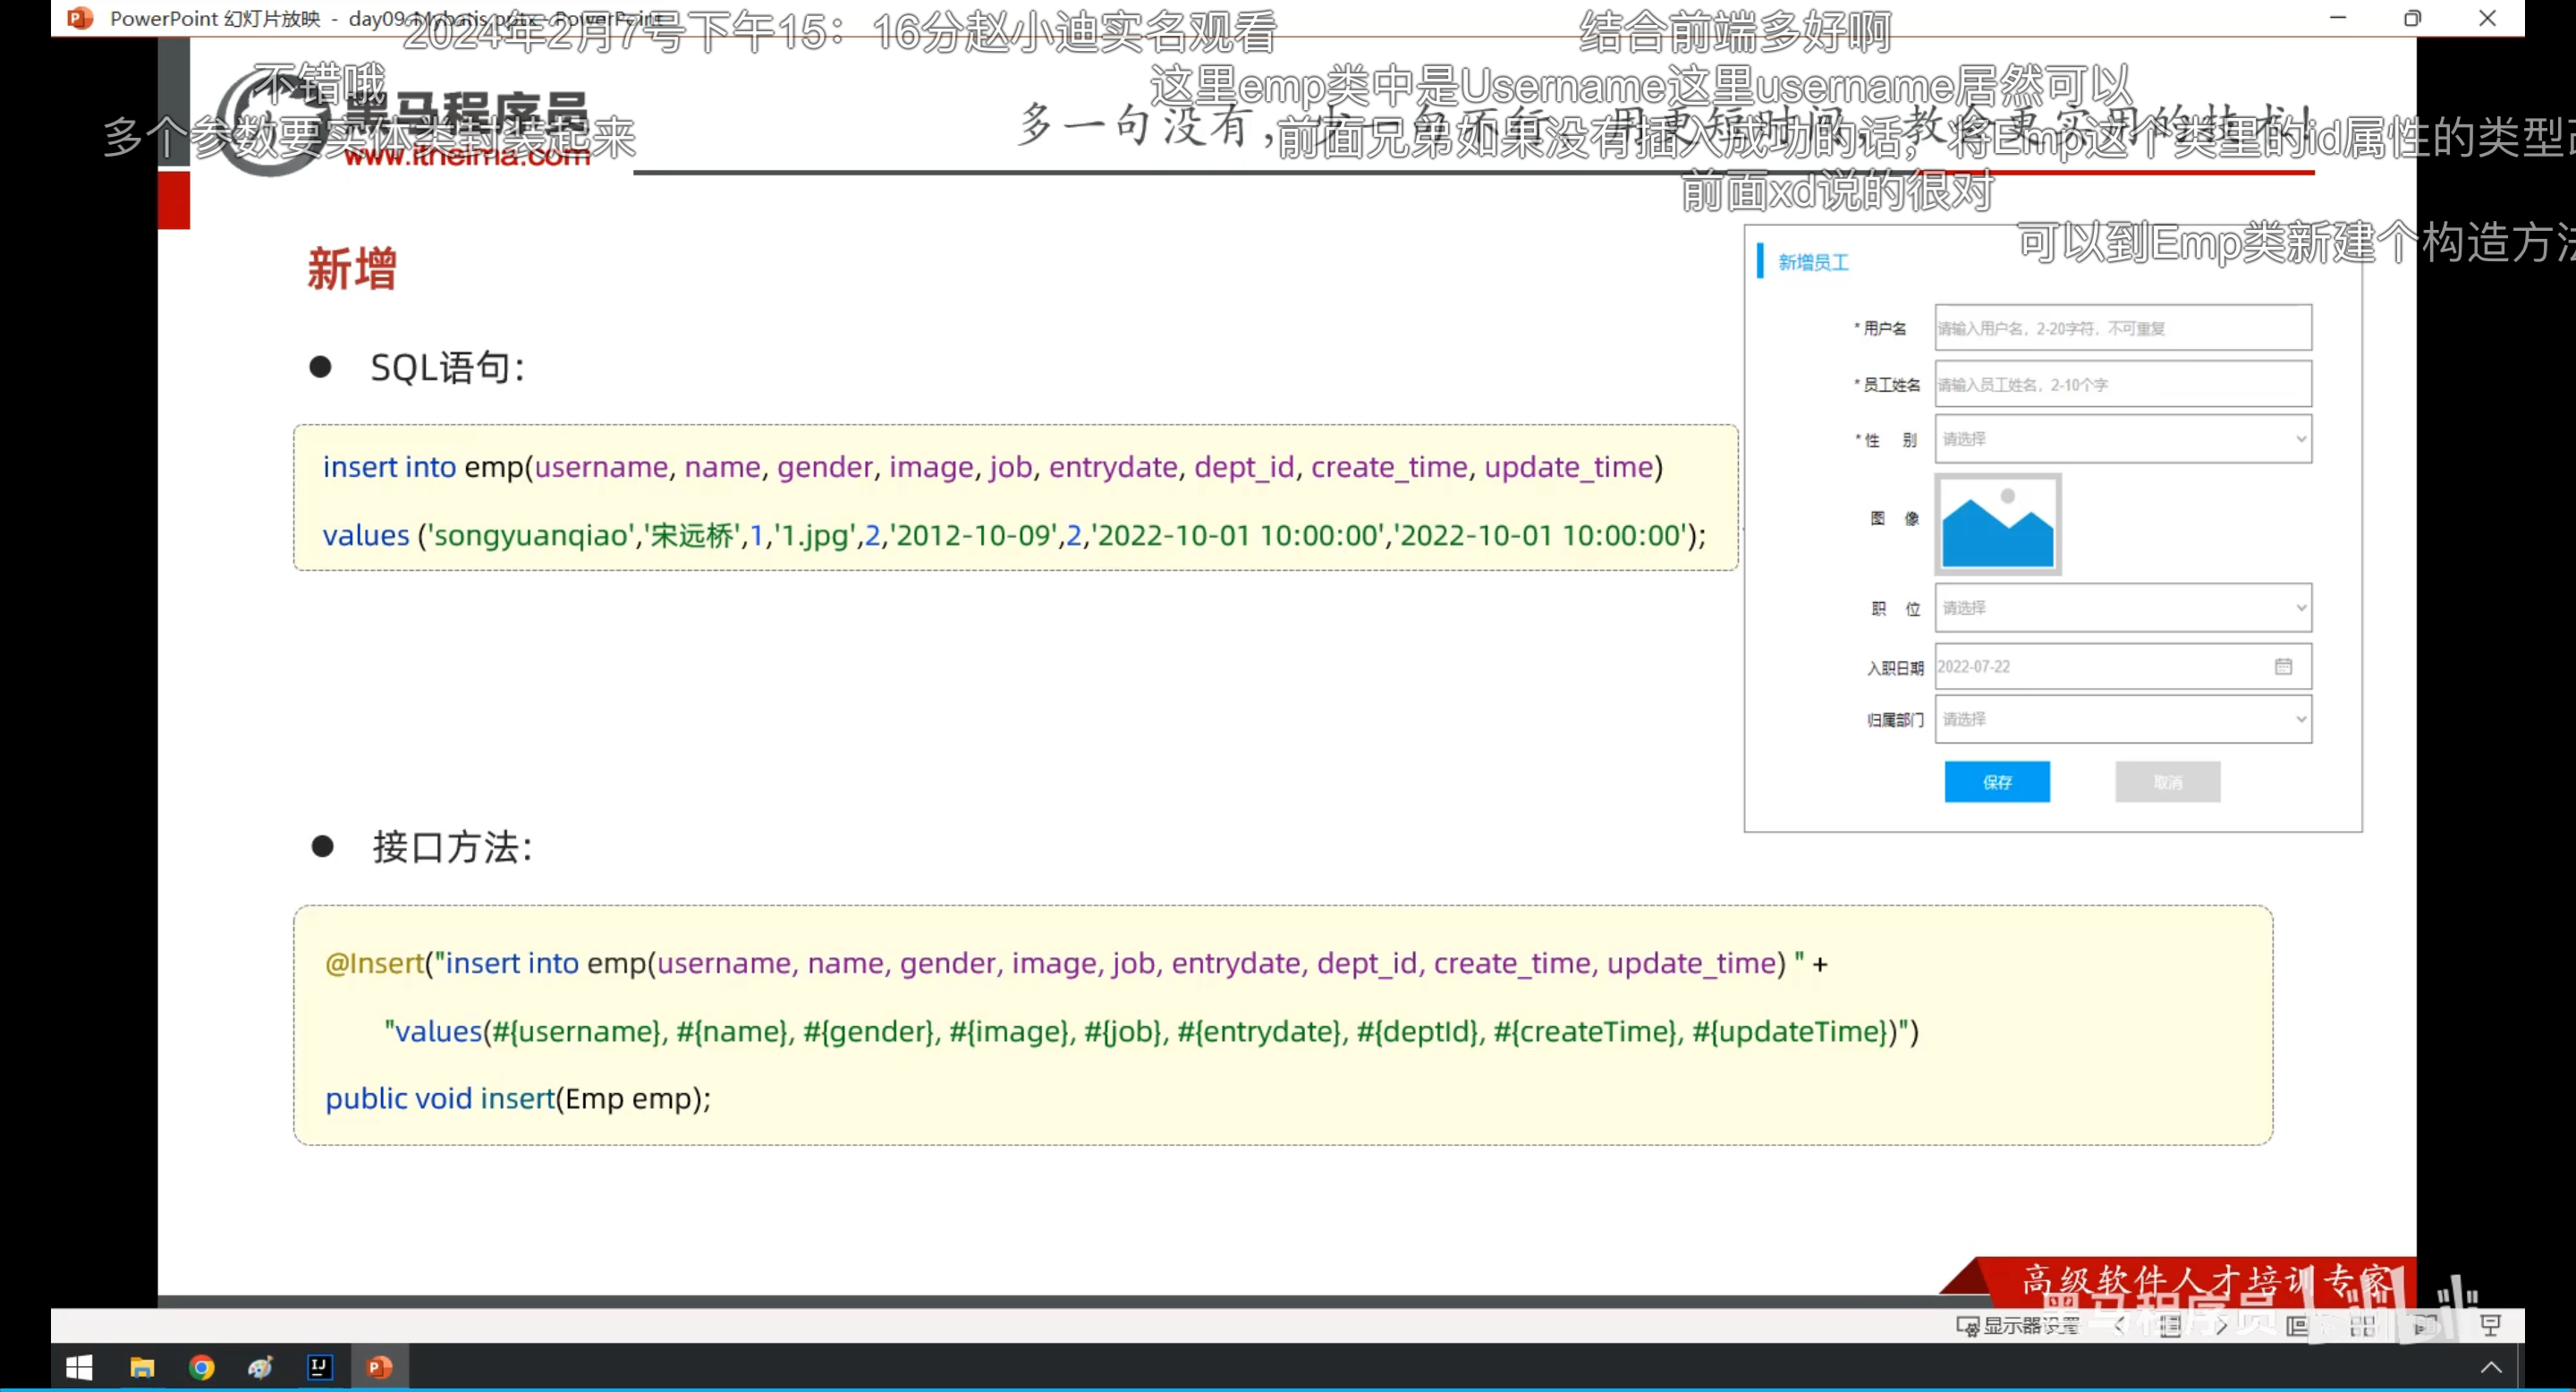 PowerPoint 幻灯片放映 - day09-Mybatis.pptx - PowerPoint
2024年2月7号下午15：16分赵小迪实名观看
结合前端多好啊
不错哦
这里emp类中是Username这里username居然可以
黑马程序员
多个参数要实体类封装起来
前面兄弟如果没有插入成功的话，将Emp这个类里的id属性的类型
www.itheima.com
前面xd说的很对
可以到Emp类新建个构造方法
新增
新增员工
* 用户名 请输入用户名，2-20字符，不可重复
* 员工姓名 请输入员工姓名，2-10个字
* 性 别 请选择
图 像
职 位 请选择
入职日期 2022-07-22
归属部门 请选择
保存 取消
SQL语句：
insert into emp(username, name, gender, image, job, entrydate, dept_id, create_time, update_time)
values ('songyuanqiao','宋远桥',1,'1.jpg',2,'2012-10-09',2,'2022-10-01 10:00:00','2022-10-01 10:00:00');
接口方法：
@Insert("insert into emp(username, name, gender, image, job, entrydate, dept_id, create_time, update_time) " +
"values(#{username}, #{name}, #{gender}, #{image}, #{job}, #{entrydate}, #{deptId}, #{createTime}, #{updateTime})")
public void insert(Emp emp);
高级软件人才培训专家
黑马程序员
显示器设置